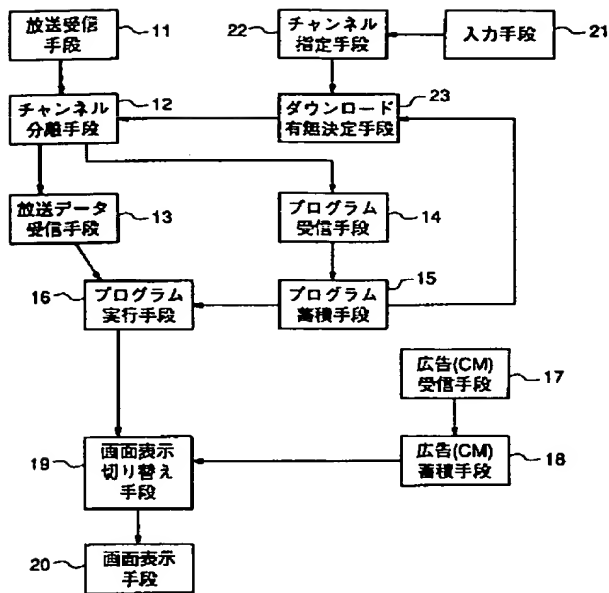 放送受信
手段
11
22
チャンネル
指定手段
入力手段
21
チャンネル
分離手段
12
ダウンロード
有無決定手段
23
放送データ
受信手段
13
プログラム
受信手段
14
16
プログラム
実行手段
プログラム
蓄積手段
15
広告(CM)
受信手段
17
19
画面表示
切り替え
手段
広告(CM)
蓄積手段
18
20
画面表示
手段